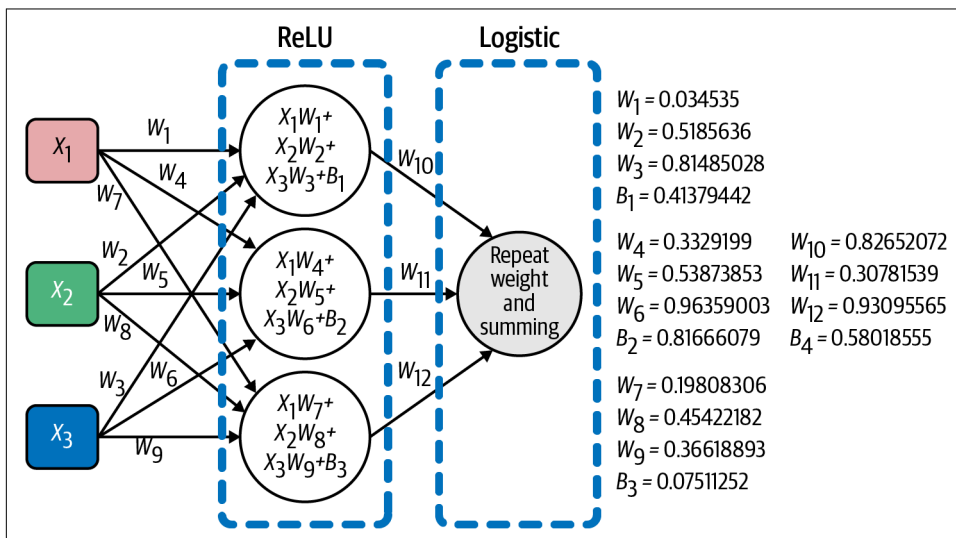 ReLU
Logistic
X₁
X₂
X₃
W₁
W₄
W₇
W₂
W₅
W₈
W₃
W₆
W₉
X₁W₁+
X₂W₂+
X₃W₃+B₁
X₁W₄+
X₂W₅+
X₃W₆+B₂
X₁W₇+
X₂W₈+
X₃W₉+B₃
W₁₀
W₁₁
W₁₂
Repeat
weight
and
summing
W₁ = 0.034535
W₂ = 0.5185636
W₃ = 0.81485028
B₁ = 0.41379442
W₄ = 0.3329199
W₅ = 0.53873853
W₆ = 0.96359003
B₂ = 0.81666079
W₁₀ = 0.82652072
W₁₁ = 0.30781539
W₁₂ = 0.93095565
B₄ = 0.58018555
W₇ = 0.19808306
W₈ = 0.45422182
W₉ = 0.36618893
B₃ = 0.07511252